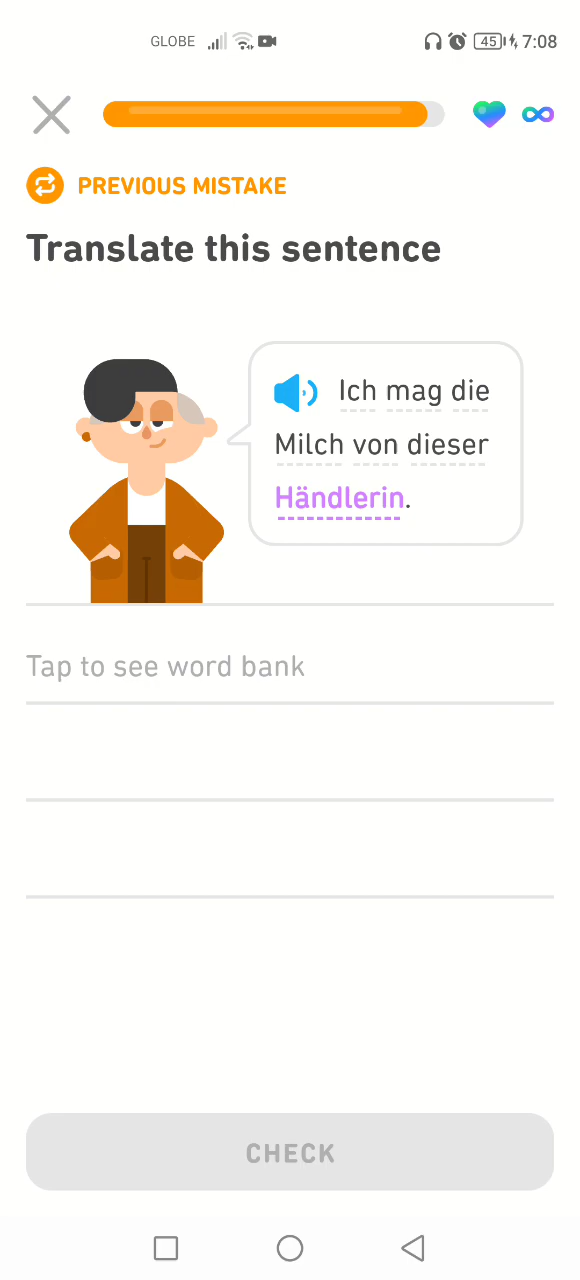 GLOBE 45 7:08
PREVIOUS MISTAKE
Translate this sentence
Ich mag die
Milch von dieser
Händlerin.
Tap to see word bank
CHECK